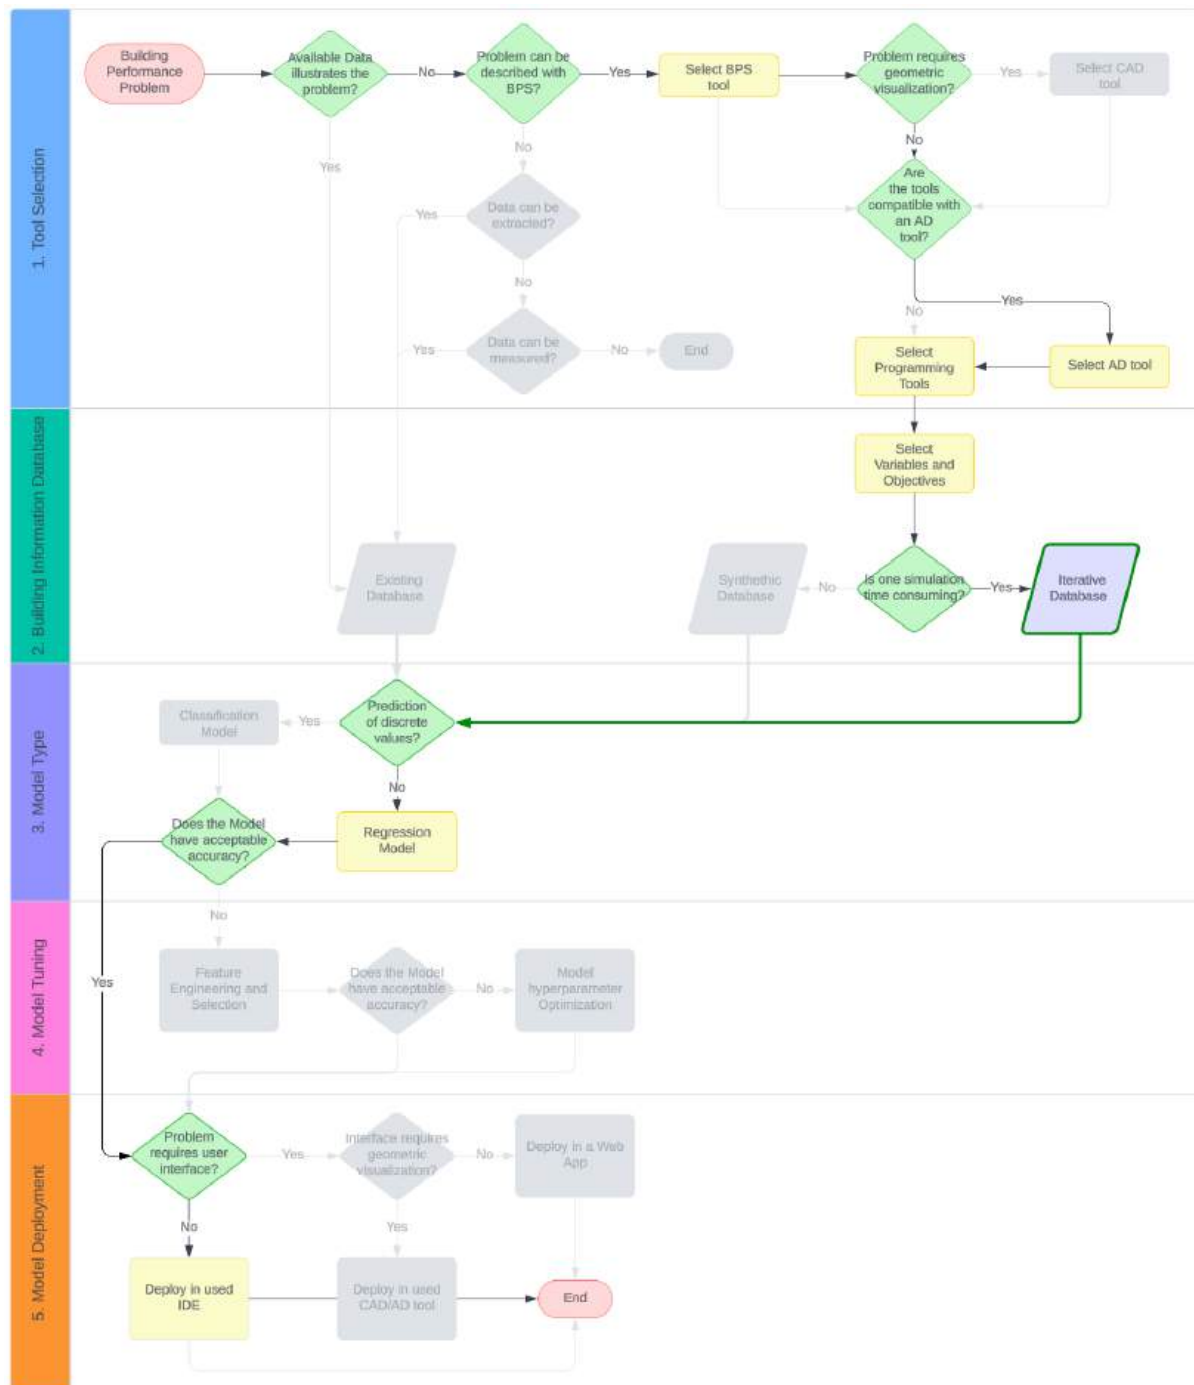 1. Tool Selection
Building
Performance
Problem
Available Data
illustrates the
problem?
No
Problem can be
described with
BPS?
Yes
Select BPS
tool
Problem requires
geometric
visualization?
Yes
Select CAD
tool
Yes
No
No
Are
the tools
compatible with
an AD
tool?
Data can be
extracted?
Yes
No
Yes
No
Data can be
measured?
Yes
No
End
Select
Programming
Tools
Select AD tool
2. Building Information Database
Select
Variables and
Objectives
Existing
Database
Synthethic
Database
No
Is one simulation
time consuming?
Yes
Iterative
Database
3. Model Type
Classification
Model
Yes
Prediction
of discrete
values?
No
Does the Model
have acceptable
accuracy?
Regression
Model
No
Yes
4. Model Tuning
Feature
Engineering and
Selection
Does the Model
have acceptable
accuracy?
No
Model
hyperparameter
Optimization
5. Model Deployment
Problem
requires user
interface?
Yes
Interface requires
geometric
visualization?
No
Deploy in a Web
App
No
Yes
Deploy in used
IDE
Deploy in used
CAD/AD tool
End